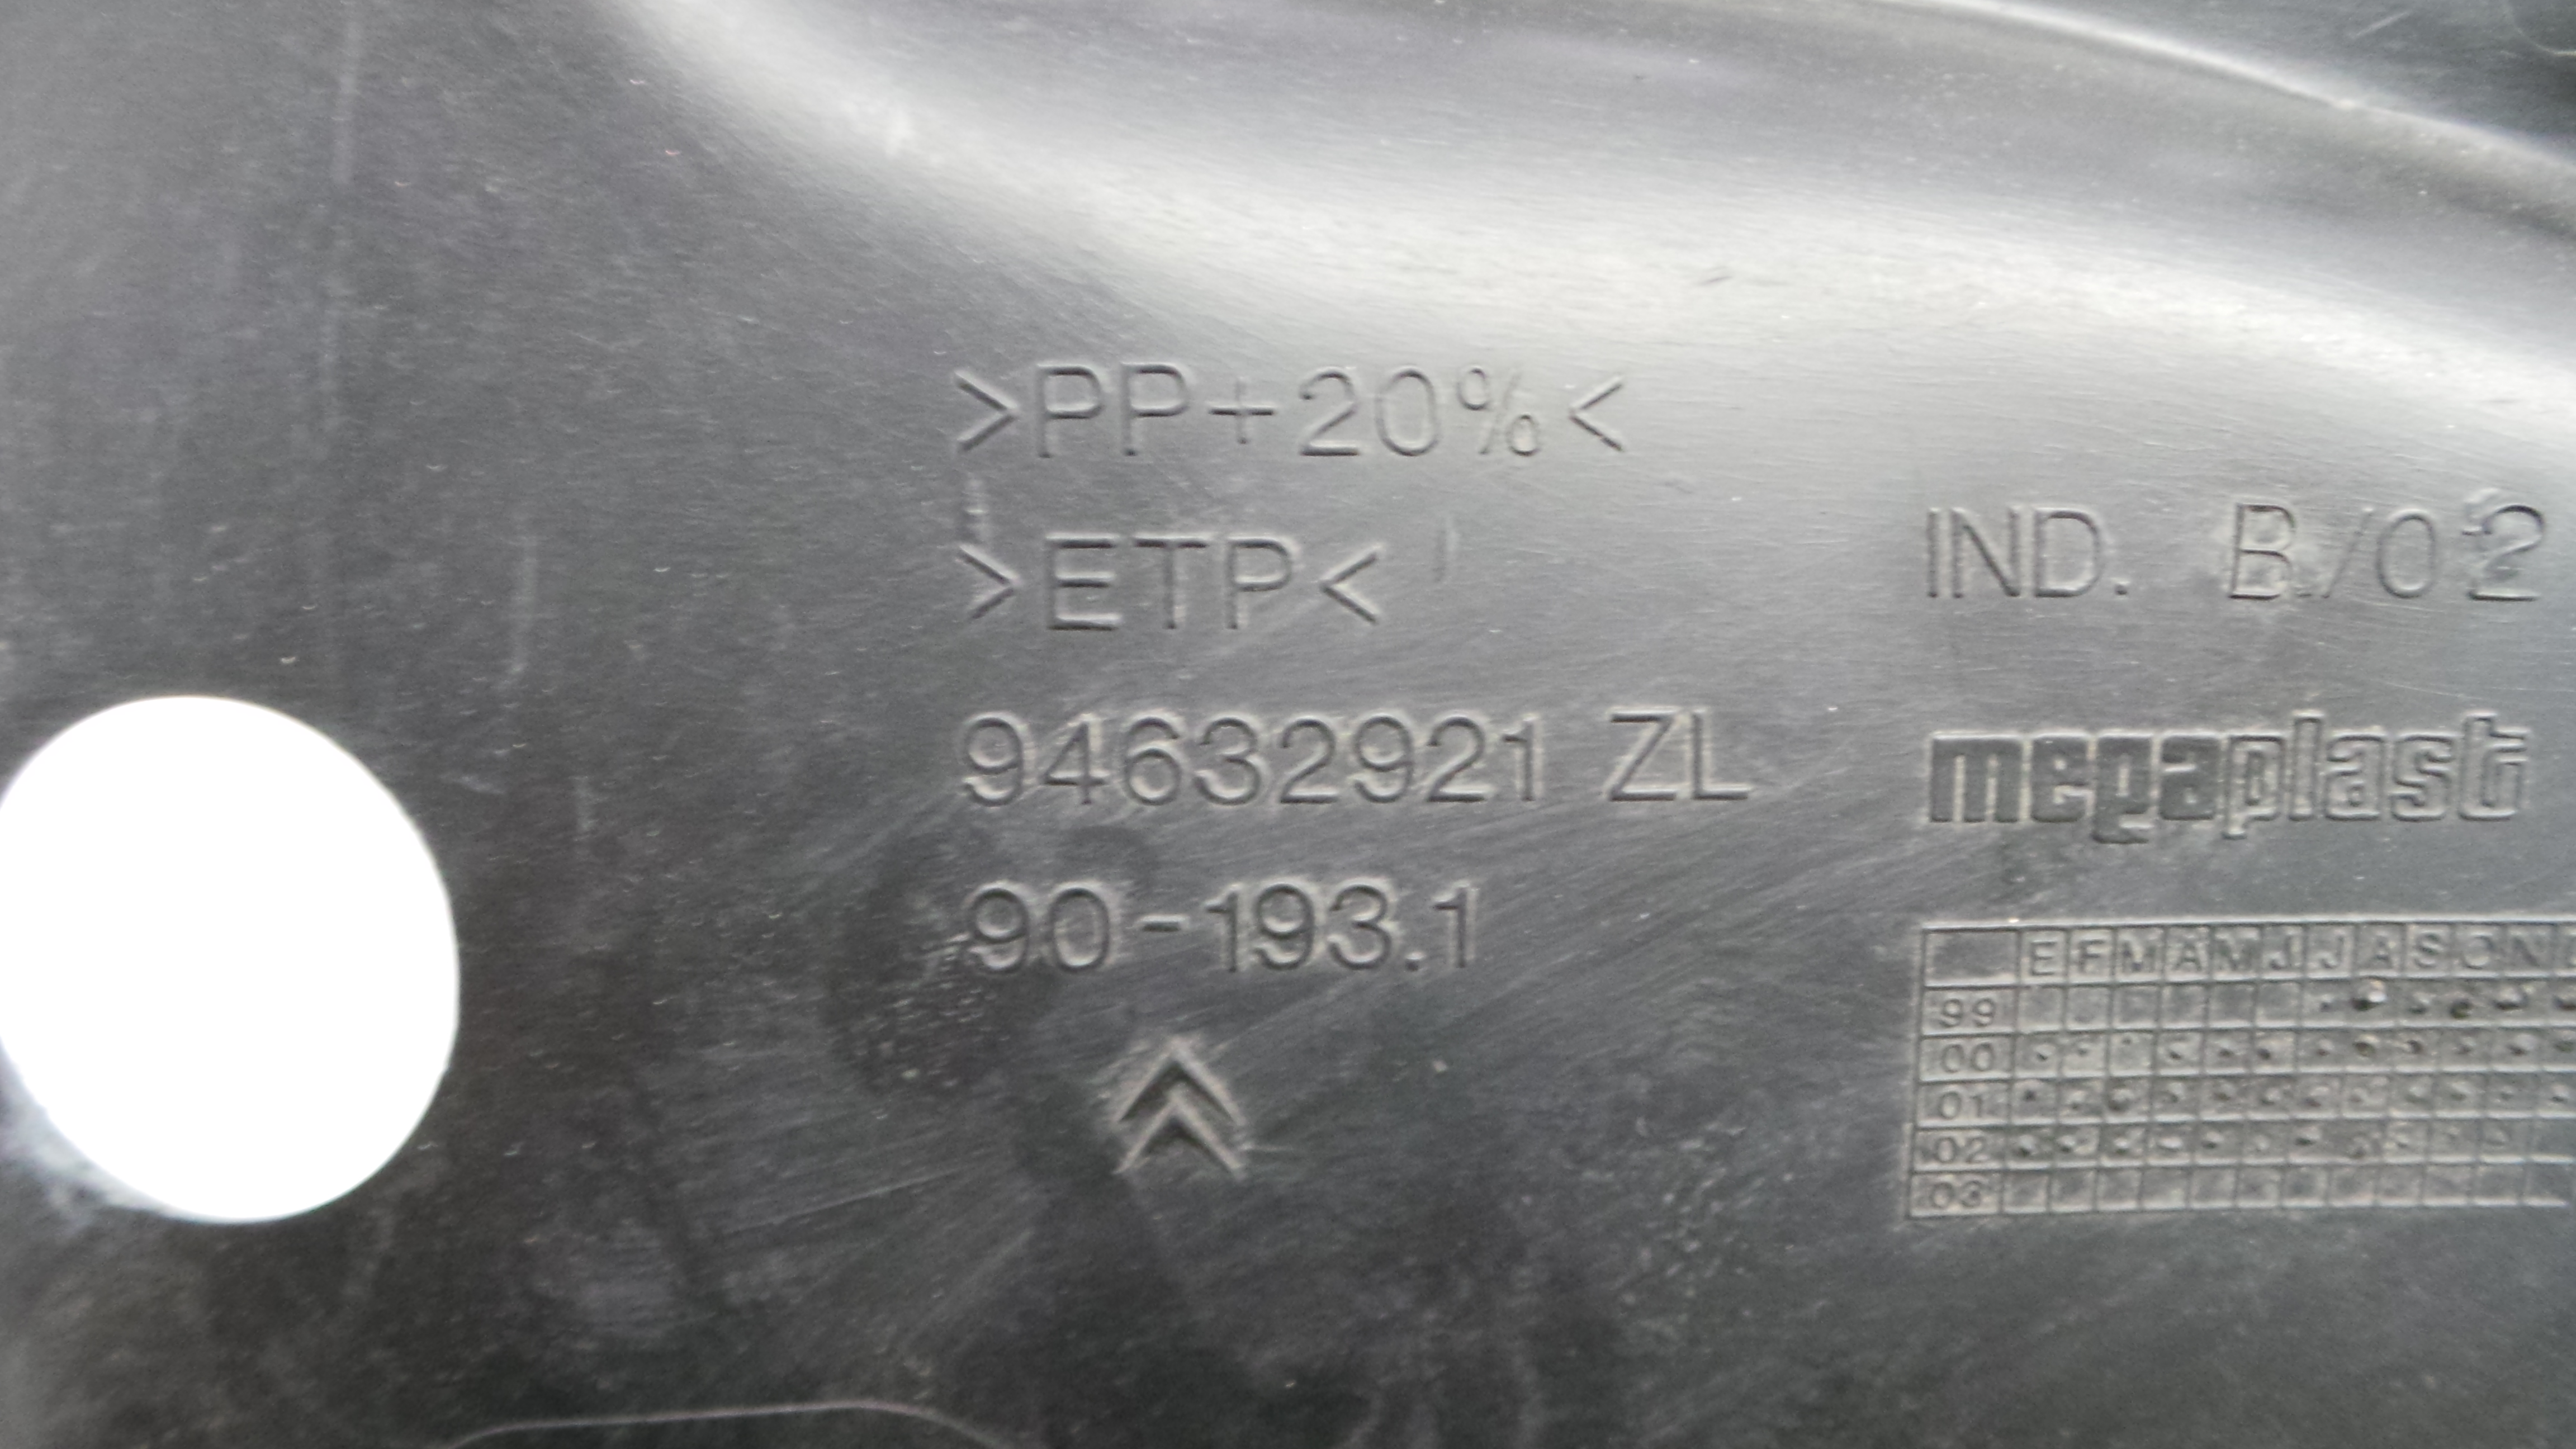 >PP+20%<
>ETP<
IND. B./02
94632921 ZL
megaplast
90-193.1
E F M A M J J A S O N
99
00
01
02
03